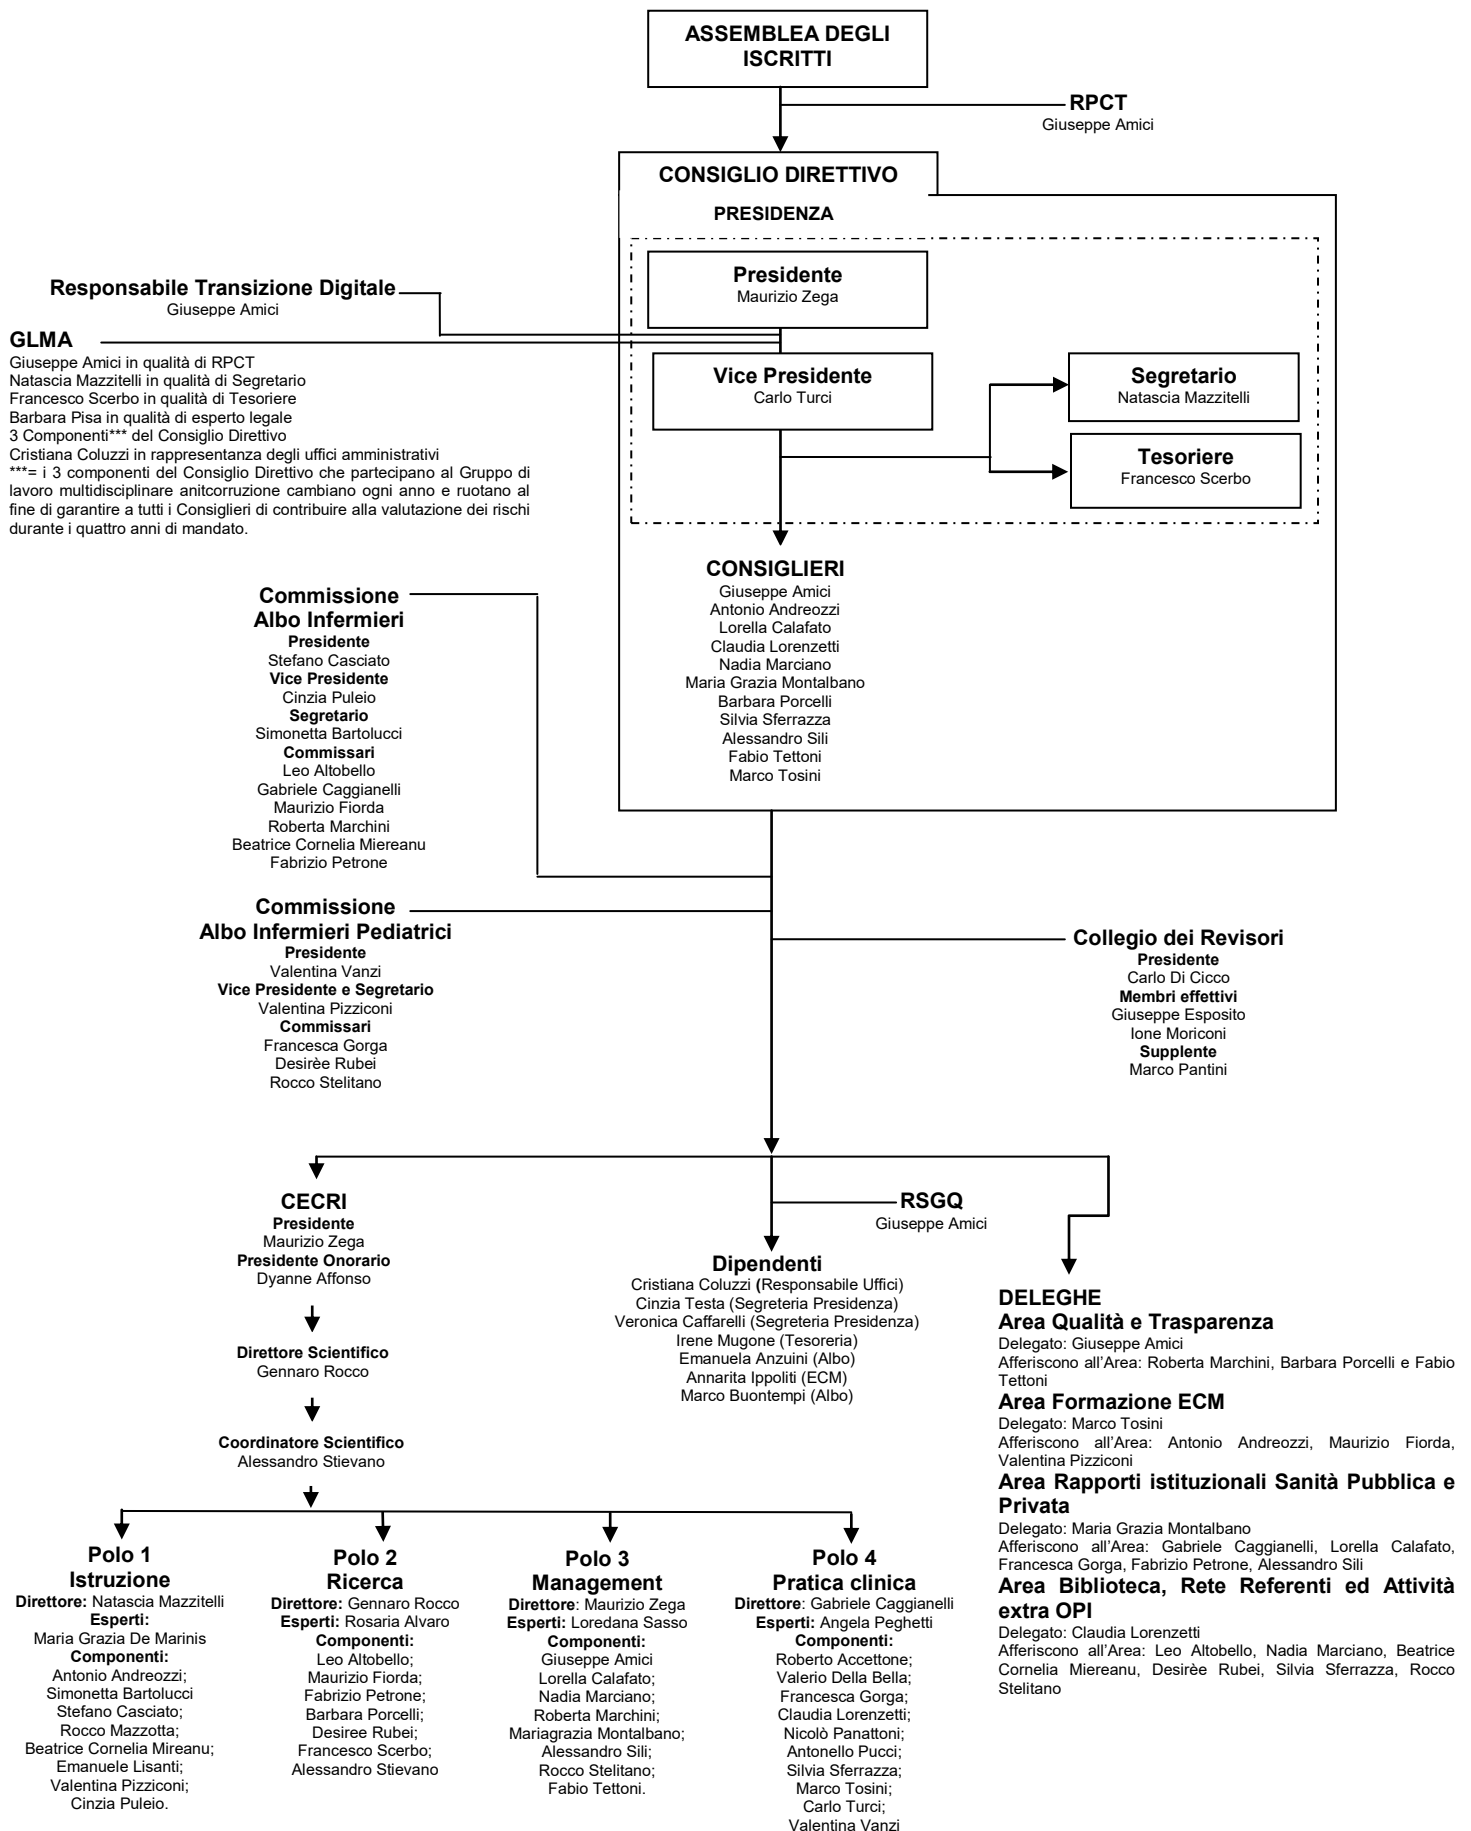 ASSEMBLEA DEGLI
ISCRITTI
RPCT
Giuseppe Amici
CONSIGLIO DIRETTIVO
PRESIDENZA
Presidente
Maurizio Zega
Responsabile Transizione Digitale
Giuseppe Amici
GLMA
Giuseppe Amici in qualità di RPCT
Natascia Mazzitelli in qualità di Segretario
Francesco Scerbo in qualità di Tesoriere
Barbara Pisa in qualità di esperto legale
3 Componenti*** del Consiglio Direttivo
Cristiana Coluzzi in rappresentanza degli uffici amministrativi
***= i 3 componenti del Consiglio Direttivo che partecipano al Gruppo di
lavoro multidisciplinare anitcorruzione cambiano ogni anno e ruotano al
fine di garantire a tutti i Consiglieri di contribuire alla valutazione dei rischi
durante i quattro anni di mandato.
Vice Presidente
Carlo Turci
Segretario
Natascia Mazzitelli
Tesoriere
Francesco Scerbo
CONSIGLIERI
Giuseppe Amici
Antonio Andreozzi
Lorella Calafato
Claudia Lorenzetti
Nadia Marciano
Maria Grazia Montalbano
Barbara Porcelli
Silvia Sferrazza
Alessandro Sili
Fabio Tettoni
Marco Tosini
Commissione
Albo Infermieri
Presidente
Stefano Casciato
Vice Presidente
Cinzia Puleio
Segretario
Simonetta Bartolucci
Commissari
Leo Altobello
Gabriele Caggianelli
Maurizio Fiorda
Roberta Marchini
Beatrice Cornelia Miereanu
Fabrizio Petrone
Commissione
Albo Infermieri Pediatrici
Presidente
Valentina Vanzi
Vice Presidente e Segretario
Valentina Pizziconi
Commissari
Francesca Gorga
Desirèe Rubei
Rocco Stelitano
Collegio dei Revisori
Presidente
Carlo Di Cicco
Membri effettivi
Giuseppe Esposito
Ione Moriconi
Supplente
Marco Pantini
CECRI
Presidente
Maurizio Zega
Presidente Onorario
Dyanne Affonso
Direttore Scientifico
Gennaro Rocco
Coordinatore Scientifico
Alessandro Stievano
RSGQ
Giuseppe Amici
Dipendenti
Cristiana Coluzzi (Responsabile Uffici)
Cinzia Testa (Segreteria Presidenza)
Veronica Caffarelli (Segreteria Presidenza)
Irene Mugone (Tesoreria)
Emanuela Anzuini (Albo)
Annarita Ippoliti (ECM)
Marco Buontempi (Albo)
DELEGHE
Area Qualità e Trasparenza
Delegato: Giuseppe Amici
Afferiscono all'Area: Roberta Marchini, Barbara Porcelli e Fabio
Tettoni
Area Formazione ECM
Delegato: Marco Tosini
Afferiscono all'Area: Antonio Andreozzi, Maurizio Fiorda,
Valentina Pizziconi
Area Rapporti istituzionali Sanità Pubblica e
Privata
Delegato: Maria Grazia Montalbano
Afferiscono all'Area: Gabriele Caggianelli, Lorella Calafato,
Francesca Gorga, Fabrizio Petrone, Alessandro Sili
Area Biblioteca, Rete Referenti ed Attività
extra OPI
Delegato: Claudia Lorenzetti
Afferiscono all'Area: Leo Altobello, Nadia Marciano, Beatrice
Cornelia Miereanu, Desirèe Rubei, Silvia Sferrazza, Rocco
Stelitano
Polo 1
Istruzione
Direttore: Natascia Mazzitelli
Esperti:
Maria Grazia De Marinis
Componenti:
Antonio Andreozzi;
Simonetta Bartolucci
Stefano Casciato;
Rocco Mazzotta;
Beatrice Cornelia Mireanu;
Emanuele Lisanti;
Valentina Pizziconi;
Cinzia Puleio.
Polo 2
Ricerca
Direttore: Gennaro Rocco
Esperti: Rosaria Alvaro
Componenti:
Leo Altobello;
Maurizio Fiorda;
Fabrizio Petrone;
Barbara Porcelli;
Desiree Rubei;
Francesco Scerbo;
Alessandro Stievano
Polo 3
Management
Direttore: Maurizio Zega
Esperti: Loredana Sasso
Componenti:
Giuseppe Amici
Lorella Calafato;
Nadia Marciano;
Roberta Marchini;
Mariagrazia Montalbano;
Alessandro Sili;
Rocco Stelitano;
Fabio Tettoni.
Polo 4
Pratica clinica
Direttore: Gabriele Caggianelli
Esperti: Angela Peghetti
Componenti:
Roberto Accettone;
Valerio Della Bella;
Francesca Gorga;
Claudia Lorenzetti;
Nicolò Panattoni;
Antonello Pucci;
Silvia Sferrazza;
Marco Tosini;
Carlo Turci;
Valentina Vanzi